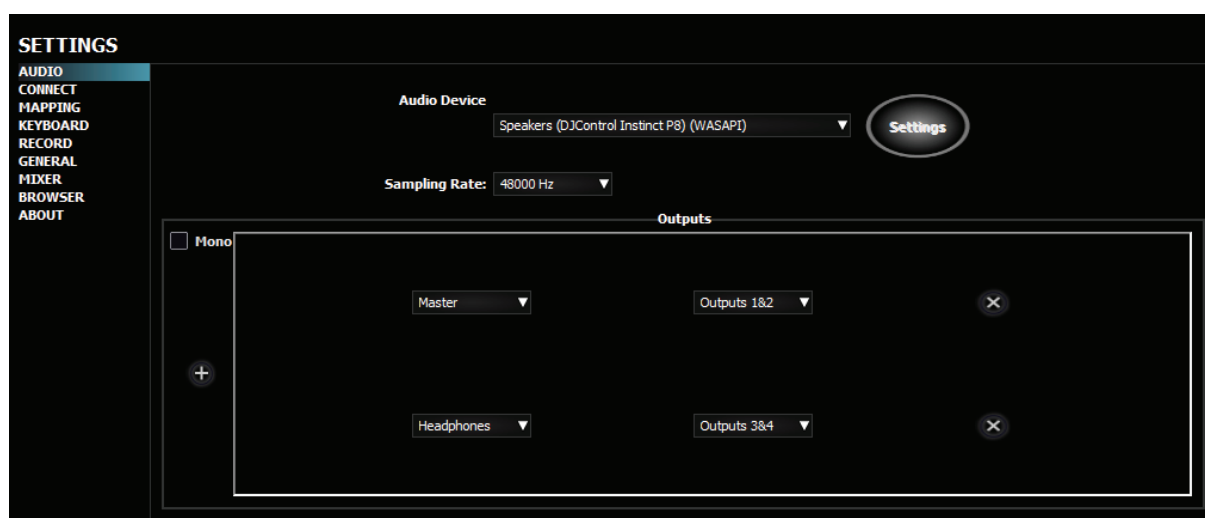 SETTINGS
AUDIO
CONNECT
MAPPING
KEYBOARD
RECORD
GENERAL
MIXER
BROWSER
ABOUT
Audio Device
Speakers (DJControl Instinct P8) (WASAPI)
Settings
Sampling Rate: 48000 Hz
Outputs
Mono
Master Outputs 1&2
Headphones Outputs 3&4